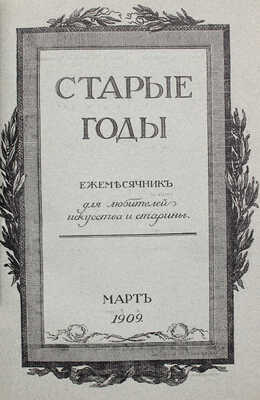 СТАРЫЕ
ГОДЫ
ЕЖЕМѢСЯЧНИКЪ
для любителей
искусства и старины.
МАРТЪ
1909